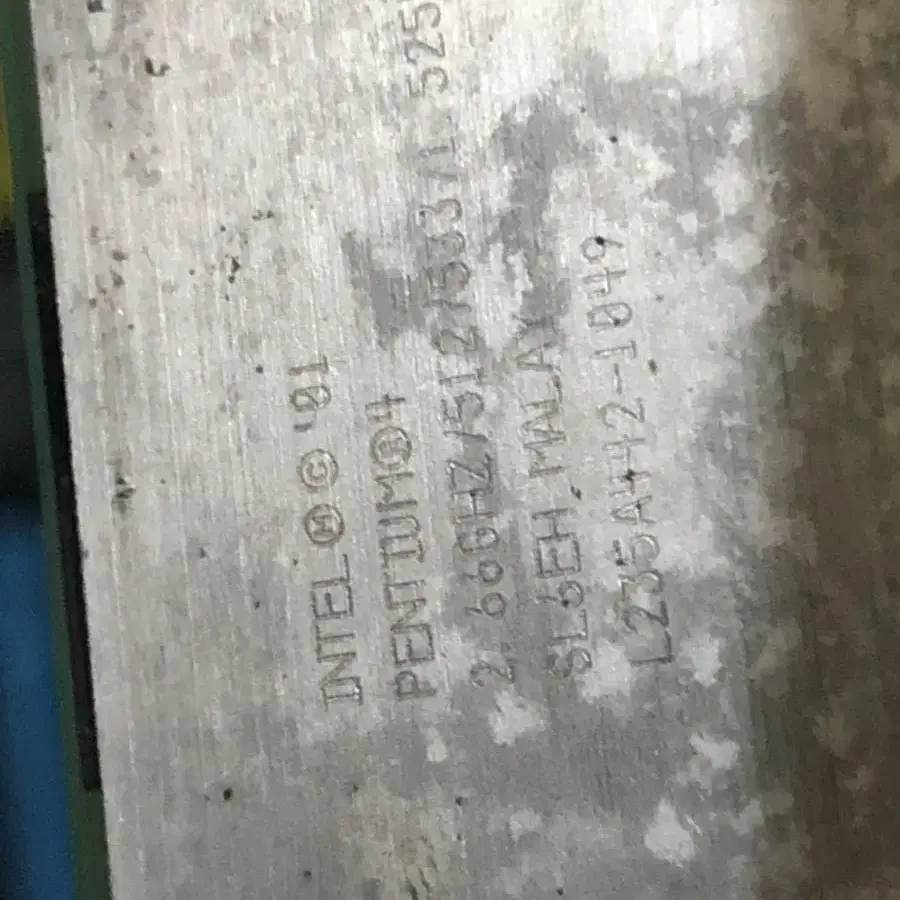 INTEL Ⓜ © '01
PENTIUM®4
2.66GHZ/512/533/1.525
SL6EH MALAY
L235A442-1049